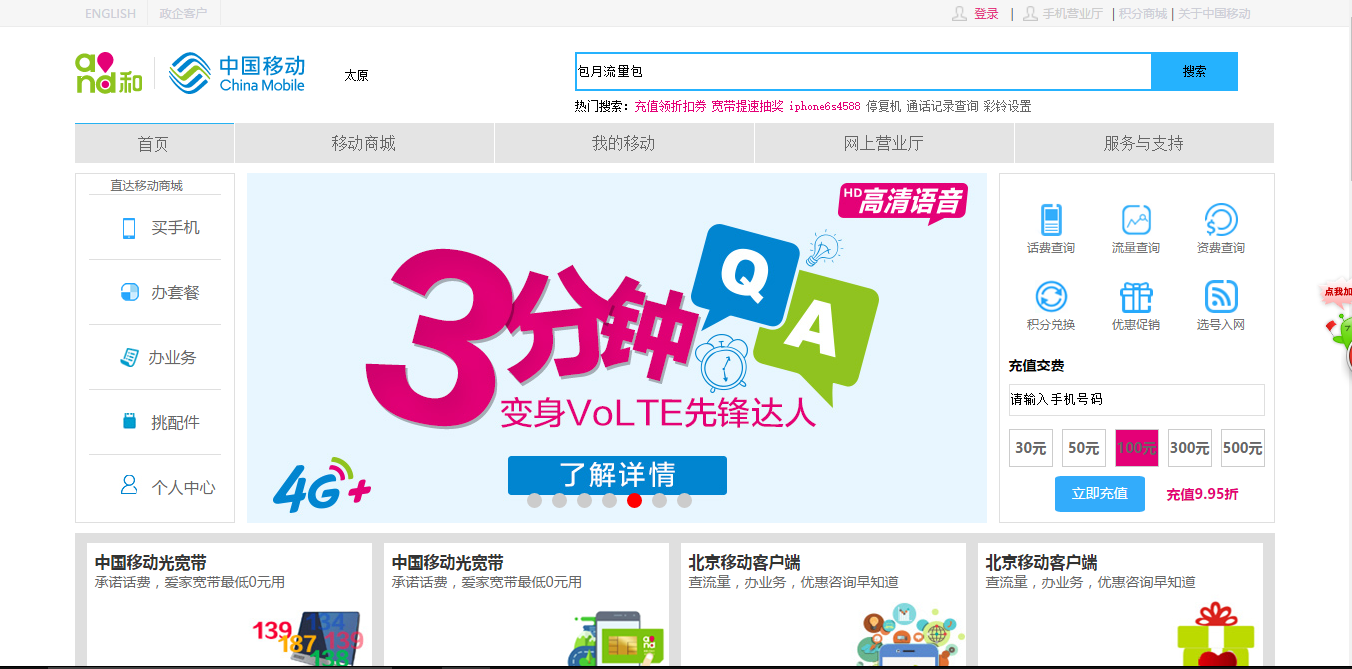 ENGLISH 政企客户 登录 | 手机营业厅 | 积分商城 | 关于中国移动
and和 中国移动 China Mobile 太原 包月流量包 搜索
热门搜索: 充值领折扣券 宽带提速抽奖 iphone6s4588 停复机 通话记录查询 彩铃设置
首页 移动商城 我的移动 网上营业厅 服务与支持
直达移动商城
买手机
办套餐
办业务
挑配件
个人中心
HD高清语音
Q A
3分钟
变身VoLTE先锋达人
4G+
了解详情
话费查询 流量查询 资费查询
积分兑换 优惠促销 选号入网
充值交费
请输入手机号码
30元 50元 100元 300元 500元
立即充值 充值9.95折
点我加
中国移动光宽带
承诺话费，爱家宽带最低0元用
134
139
187
139
138
中国移动光宽带
承诺话费，爱家宽带最低0元用
北京移动客户端
查流量，办业务，优惠咨询早知道
北京移动客户端
查流量，办业务，优惠咨询早知道